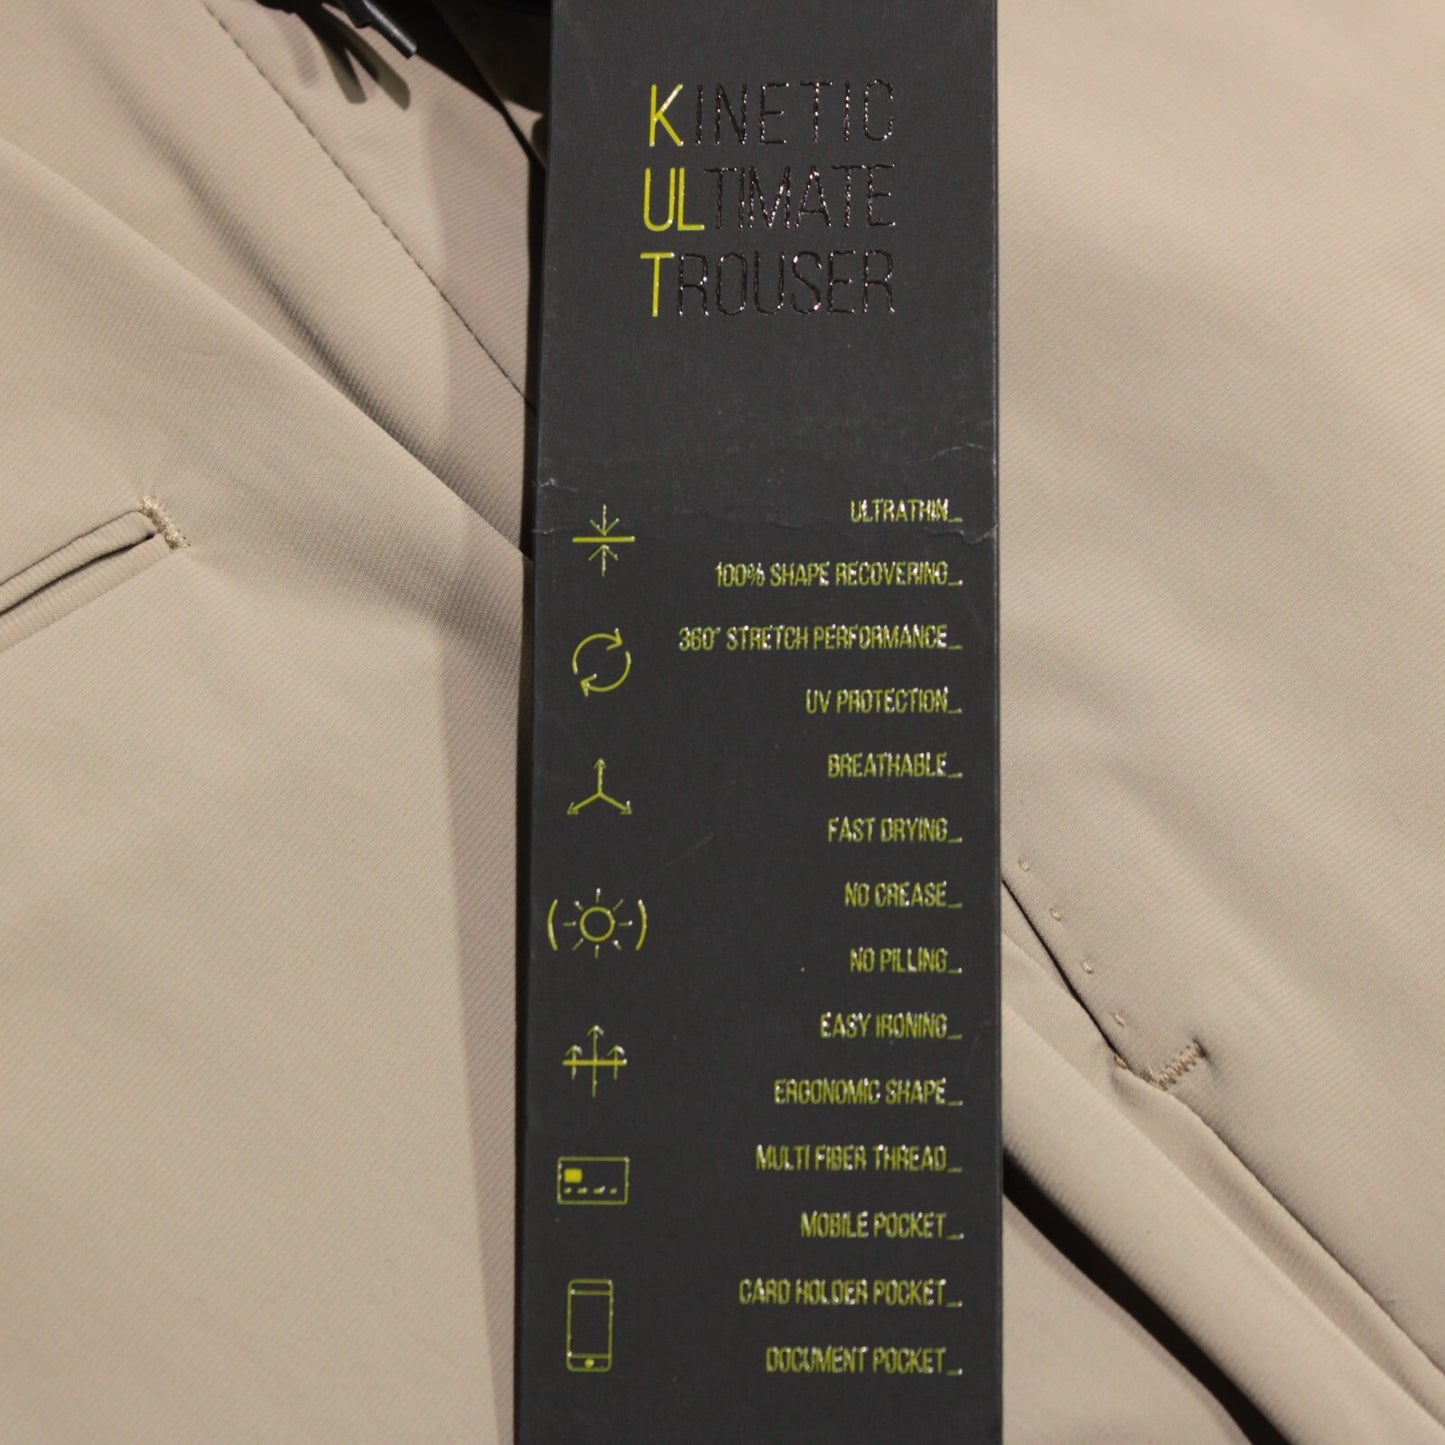 KINETIC
ULTIMATE
TROUSER
ULTRATHIN_
100% SHAPE RECOVERING_
360° STRETCH PERFORMANCE_
UV PROTECTION_
BREATHABLE_
FAST DRYING_
NO CREASE_
NO PILLING_
EASY IRONING_
ERGONOMIC SHAPE_
MULTI FIBER THREAD_
MOBILE POCKET_
CARD HOLDER POCKET_
DOCUMENT POCKET_